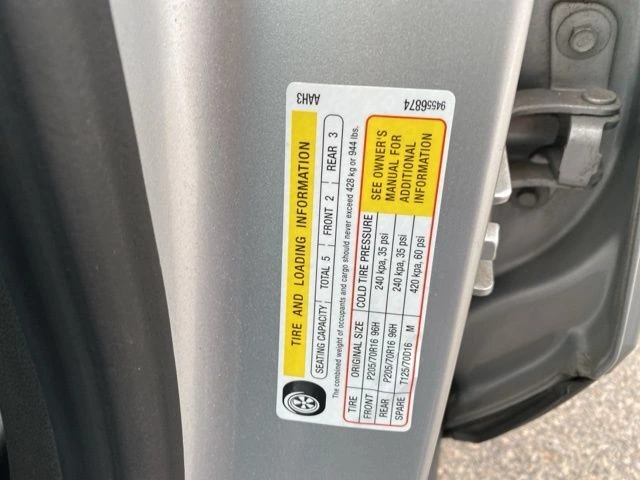 AAH3
94556874
TIRE AND LOADING INFORMATION
SEATING CAPACITY TOTAL 5 FRONT 2 REAR 3
The combined weight of occupants and cargo should never exceed 428 kg or 944 lbs.
TIRE ORIGINAL SIZE COLD TIRE PRESSURE
FRONT P205/70R16 96H 240 kpa, 35 psi
REAR P205/70R16 96H 240 kpa, 35 psi
SPARE T125/70D16 M 420 kpa, 60 psi
SEE OWNER'S
MANUAL FOR
ADDITIONAL
INFORMATION